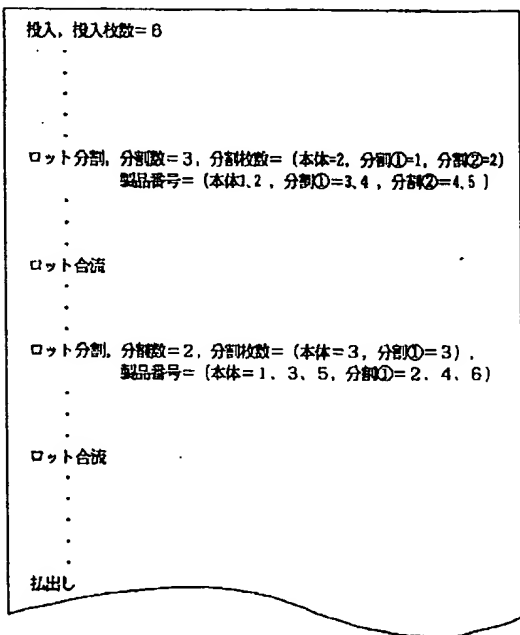 投入, 投入枚数=6
ロット分割, 分割数=3, 分割枚数= (本体=2, 分割①=1, 分割②=2)
製品番号= (本体1、2 , 分割①=3、4 , 分割②=4、5 )
ロット合流
ロット分割, 分割数=2, 分割枚数= (本体=3, 分割①=3) ,
製品番号= (本体=1、3、5, 分割①=2、4、6)
ロット合流
払出し